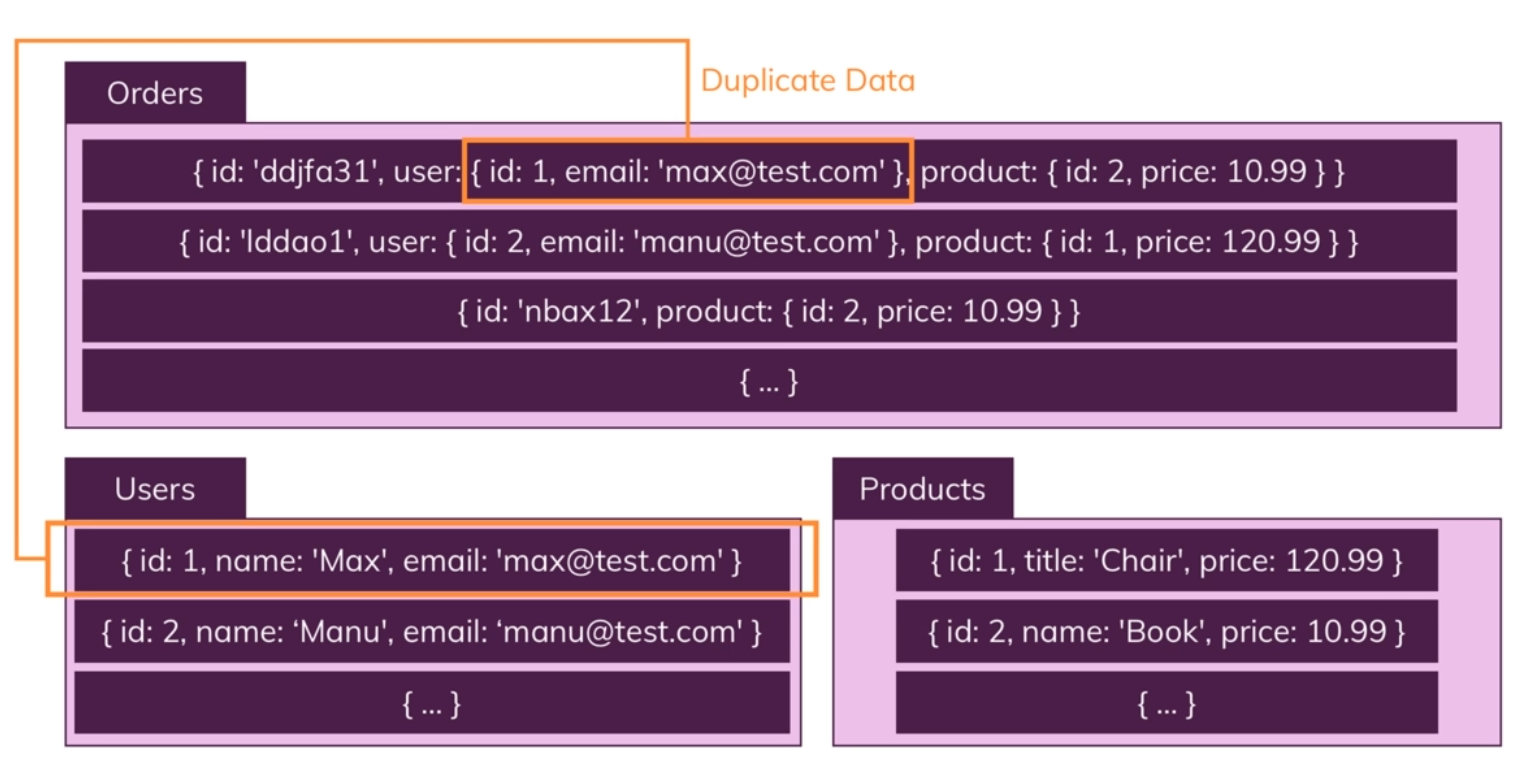 Duplicate Data
Orders
{ id: 'ddjfa31', user: { id: 1, email: 'max@test.com' }, product: { id: 2, price: 10.99 } }
{ id: 'lddao1', user: { id: 2, email: 'manu@test.com' }, product: { id: 1, price: 120.99 } }
{ id: 'nbax12', product: { id: 2, price: 10.99 } }
{ ... }
Users
{ id: 1, name: 'Max', email: 'max@test.com' }
{ id: 2, name: ‘Manu', email: ‘manu@test.com' }
{ ... }
Products
{ id: 1, title: 'Chair', price: 120.99 }
{ id: 2, name: 'Book', price: 10.99 }
{ ... }